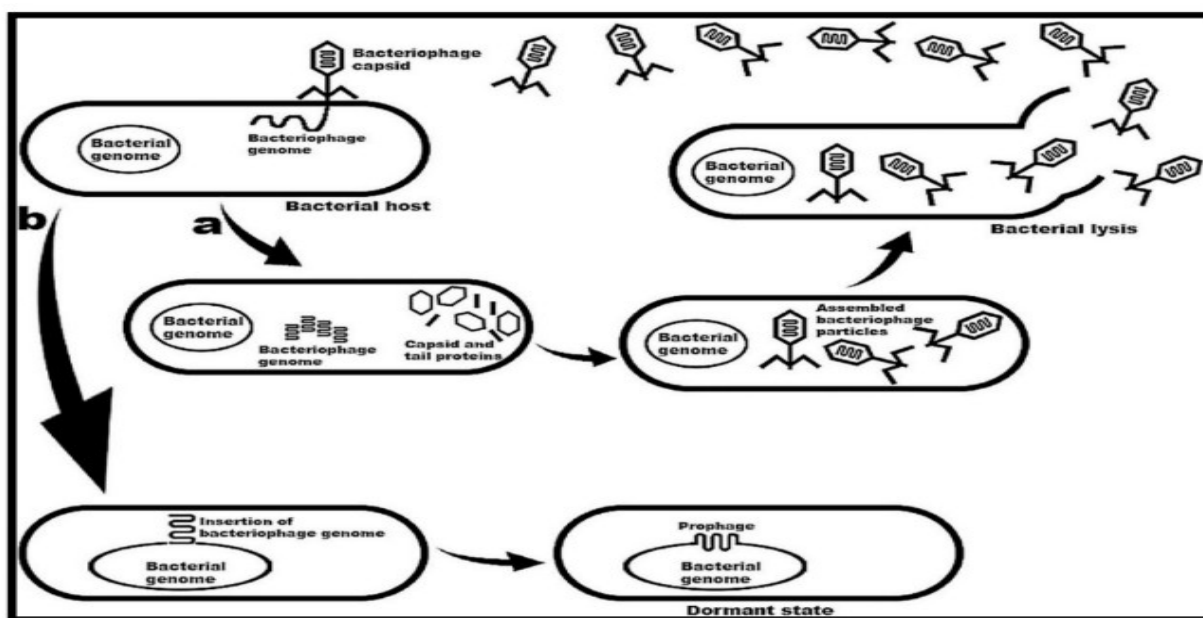 Bacteriophage
capsid
Bacterial
genome
Bacteriophage
genome
Bacterial host
b
a
Bacterial
genome
Bacteriophage
genome
Capsid and
tail proteins
Assembled
bacteriophage
particles
Bacterial
genome
Bacterial
genome
Bacterial lysis
Insertion of
bacteriophage genome
Bacterial
genome
Prophage
Bacterial
genome
Dormant state